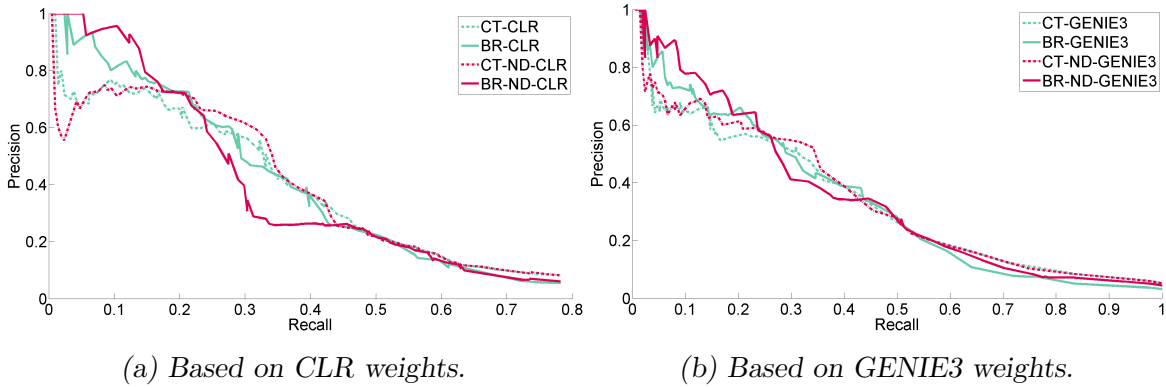 1
0.8
0.6
0.4
0.2
0
Precision
0 0.1 0.2 0.3 0.4 0.5 0.6 0.7 0.8
Recall
CT-CLR
BR-CLR
CT-ND-CLR
BR-ND-CLR
(a) Based on CLR weights.
1
0.8
0.6
0.4
0.2
0
Precision
0 0.1 0.2 0.3 0.4 0.5 0.6 0.7 0.8 0.9 1
Recall
CT-GENIE3
BR-GENIE3
CT-ND-GENIE3
BR-ND-GENIE3
(b) Based on GENIE3 weights.